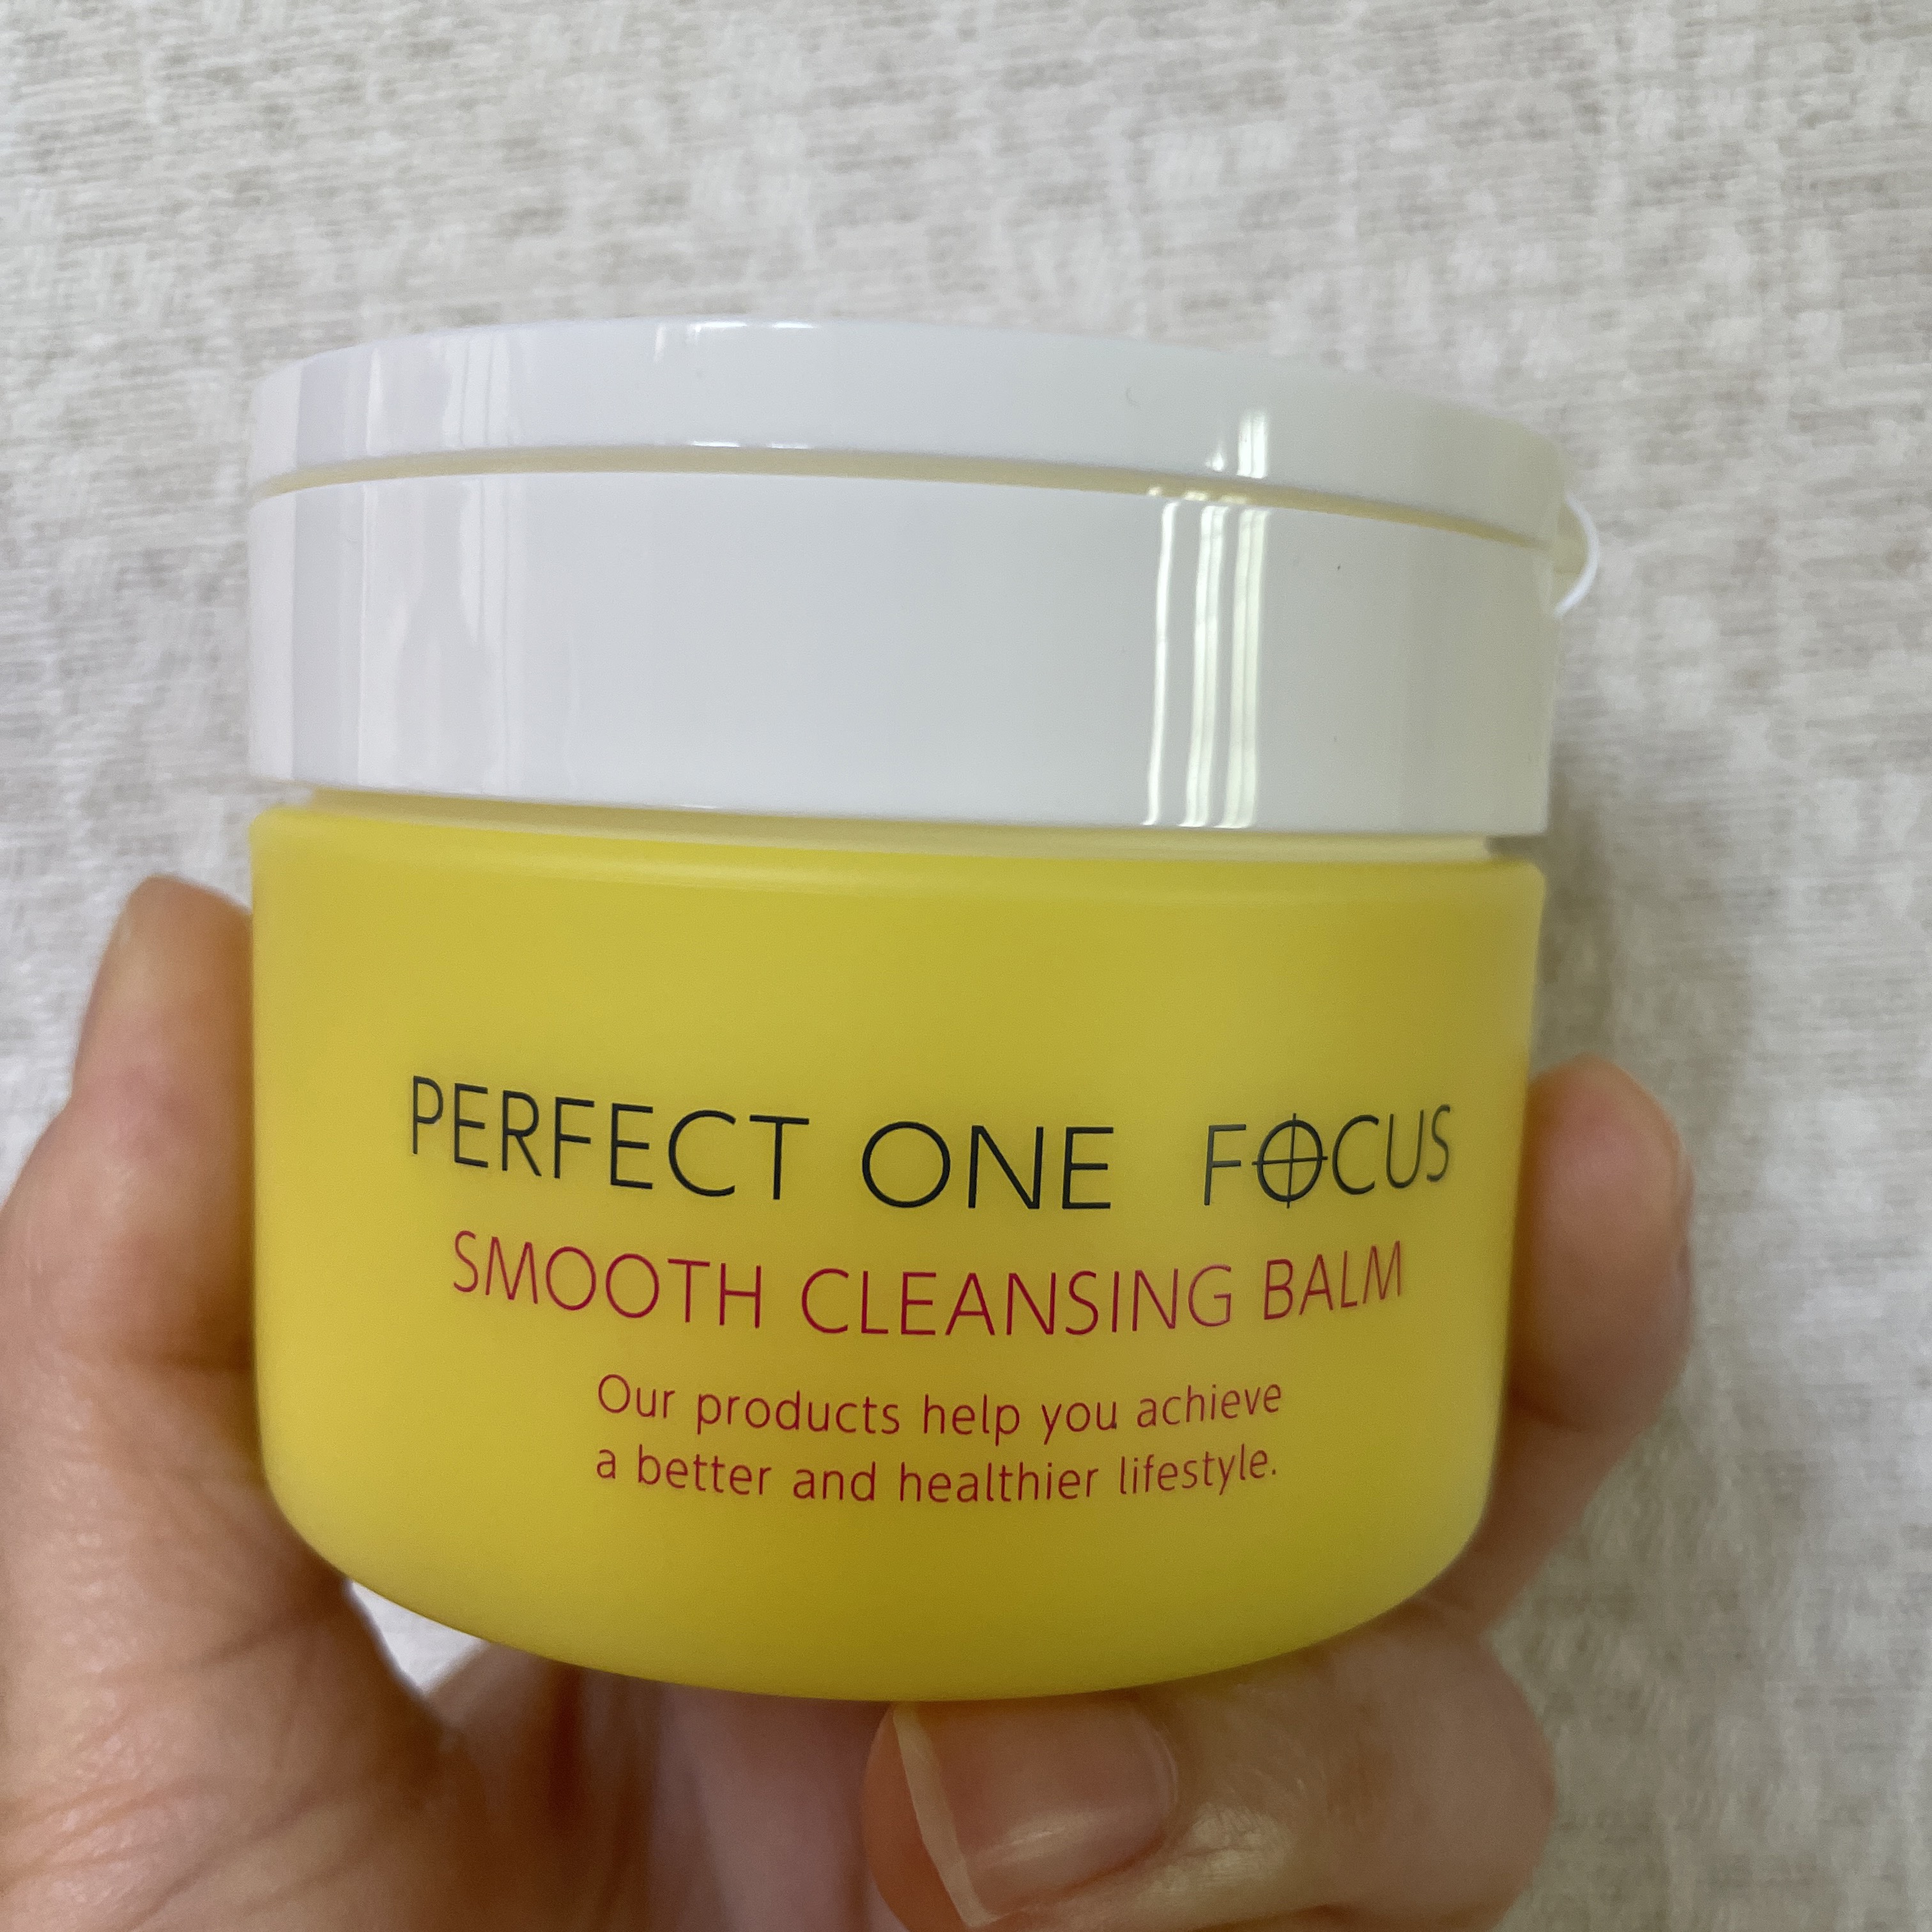 PERFECT ONE FOCUS
SMOOTH CLEANSING BALM
Our products help you achieve
a better and healthier lifestyle.